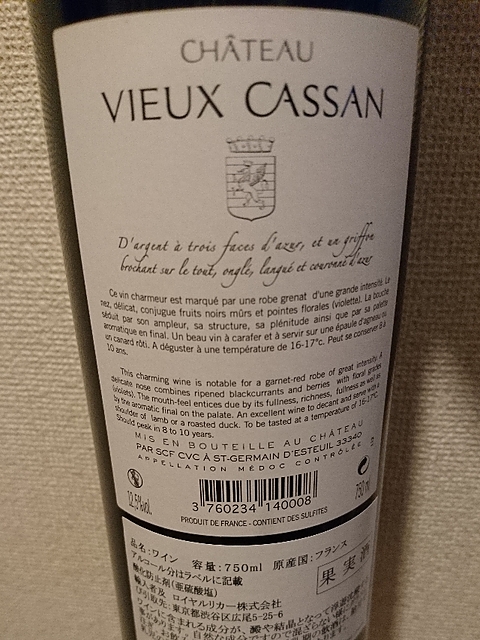 CHÂTEAU
VIEUX CASSAN
D'argent à trois faces d'azur, et un griffon
brochant sur le tout, onglé, langué et couronné d'azur
Ce vin charmeur est marqué par une robe grenat d'une grande intensité. Le
nez, délicat, conjugue fruits noirs mûrs et pointes florales (violette). La bouche
séduit par son ampleur, sa structure, sa plénitude ainsi que par sa palette
aromatique en final. Un beau vin à carafer et à servir sur une épaule d'agneau ou
un canard rôti. A déguster à une température de 16-17°c. Peut se conserver 8 à
10 ans.
This charming wine is notable for a garnet-red robe of great intensity. A
delicate nose combines ripened blackcurrants and berries with floral grades
(violets). The mouth-feel entices due by its fullness, richness, fullness as well as
by the aromatic final on the palate. An excellent wine to decant and serve with a
shoulder of lamb or a roasted duck. To be tasted at a temperature of 16-17°C.
Should peak in 8 to 10 years.
MIS EN BOUTEILLE AU CHÂTEAU
PAR SCF CVC À ST-GERMAIN D'ESTEUIL 33340
APPELLATION MÉDOC CONTRÔLÉE
12,5%vol.
750 ml
3 760234 140008
PRODUIT DE FRANCE - CONTIENT DES SULFITES
品名:ワイン 容量:750ml 原産国:フランス
アルコール分はラベルに記載
酸化防止剤(亜硫酸塩)
果実酒
輸入者及 ロイヤルリカー株式会社
び引取先:東京都渋谷区広尾5-25-6